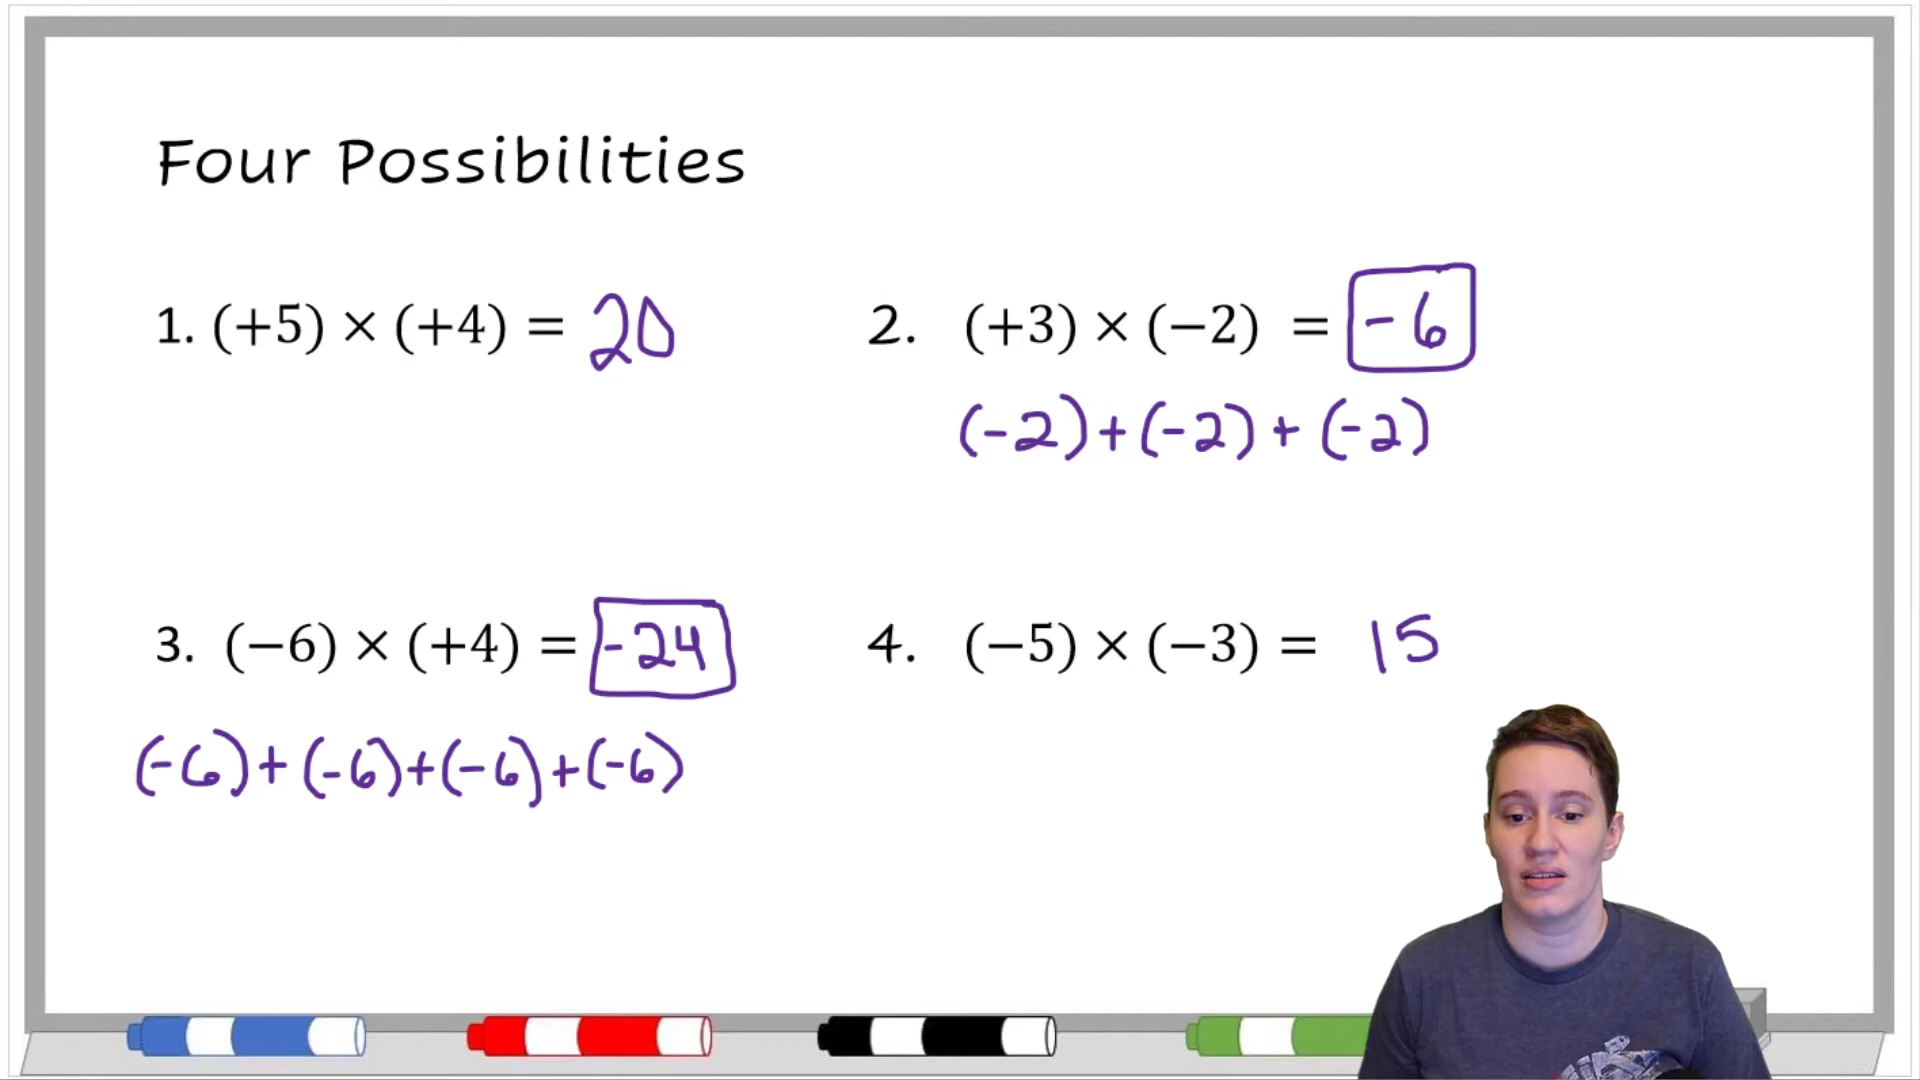 Four Possibilities
1. (+5) × (+4) = 20
2. (+3) × (−2) = -6
(-2)+(-2)+(-2)
3. (−6) × (+4) = -24
(-6)+(-6)+(-6)+(-6)
4. (−5) × (−3) = 15